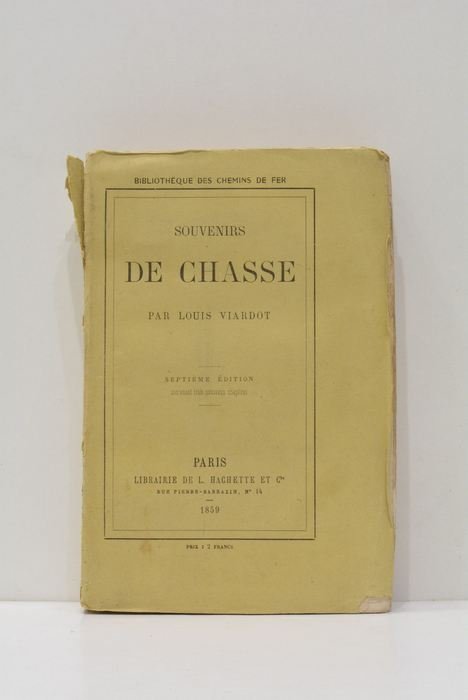 BIBLIOTHÈQUE DES CHEMINS DE FER
SOUVENIRS
DE CHASSE
PAR LOUIS VIARDOT
SEPTIÈME ÉDITION
PARIS
LIBRAIRIE DE L. HACHETTE ET Cie
RUE PIERRE-SARRAZIN, No 14
1859
PRIX : 2 FRANCS